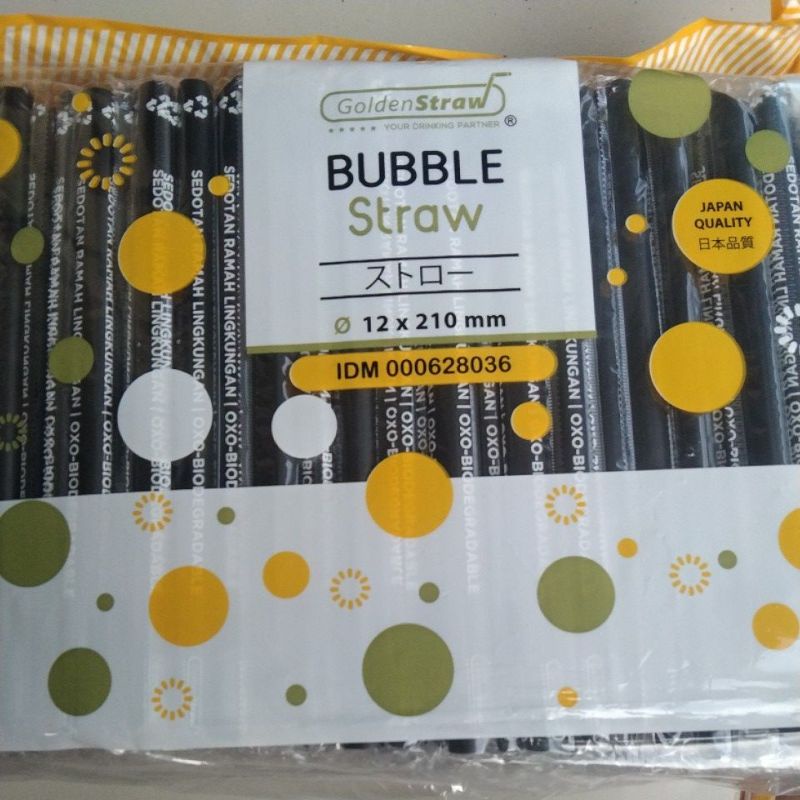 GoldenStraw
YOUR DRINKING PARTNER ®
BUBBLE
Straw
ストロー
Ø 12 x 210 mm
IDM 000628036
JAPAN
QUALITY
日本品質
SEDOTAN RAMAH LINGKUNGAN | OXO-BIODEGRADABLE